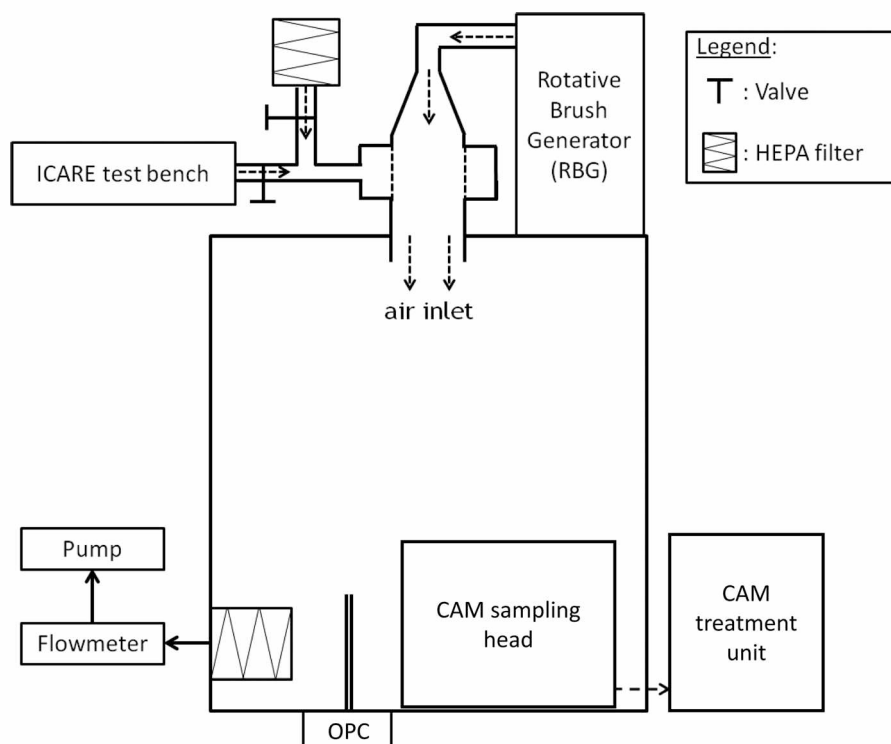 Rotative
Brush
Generator
(RBG)
Legend:
: Valve
: HEPA filter
ICARE test bench
air inlet
Pump
Flowmeter
CAM sampling
head
CAM
treatment
unit
OPC